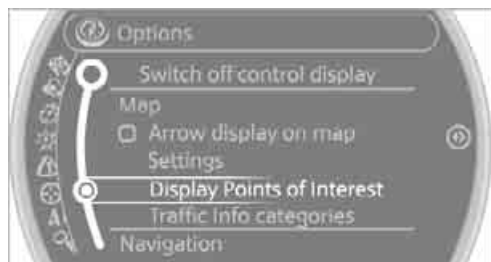 Options
Switch off control display
Map
Arrow display on map
Settings
Display Points of Interest
Traffic Info categories
Navigation